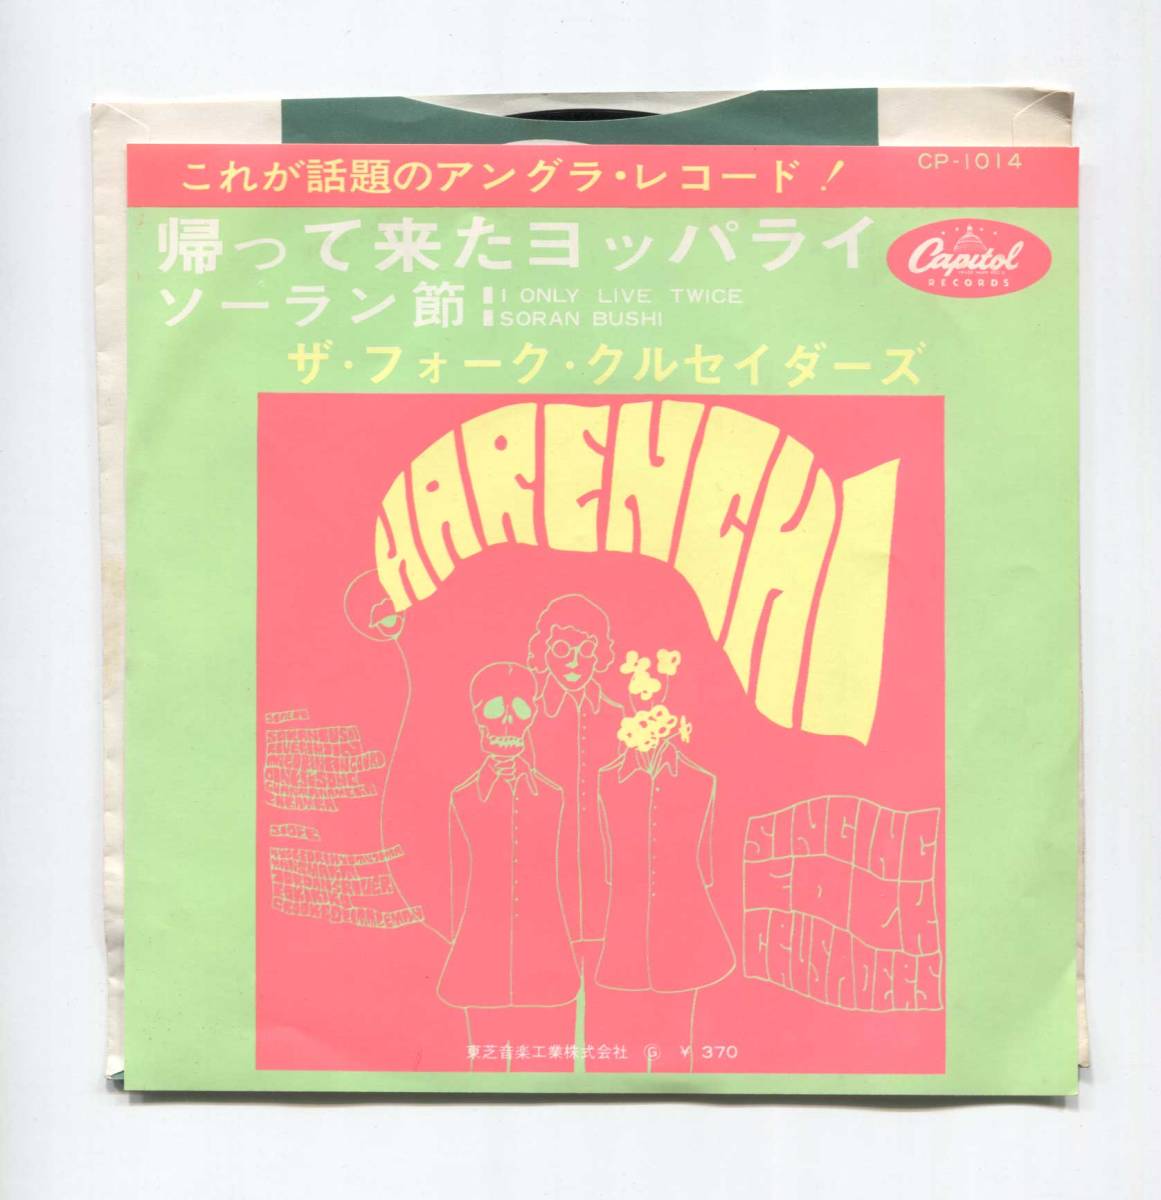 これが話題のアングラ・レコード!
CP-1014
帰って来たヨッパライ
Capitol
RECORDS
ソーラン節
I ONLY LIVE TWICE
SORAN BUSHI
ザ・フォーク・クルセイダーズ
HARENCHI
SINGING
FOLK
CRUSADERS
東芝音楽工業株式会社 Ⓖ ¥ 370